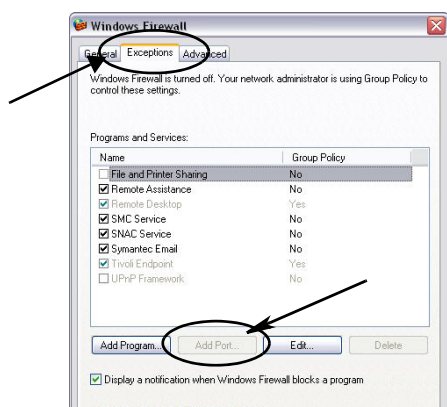 Windows Firewall
General Exceptions Advanced
Windows Firewall is turned off. Your network administrator is using Group Policy to
control these settings.
Programs and Services:
Name Group Policy
File and Printer Sharing No
Remote Assistance No
Remote Desktop Yes
SMC Service No
SNAC Service No
Symantec Email No
Tivoli Endpoint Yes
UPnP Framework No
Add Program... Add Port... Edit... Delete
Display a notification when Windows Firewall blocks a program